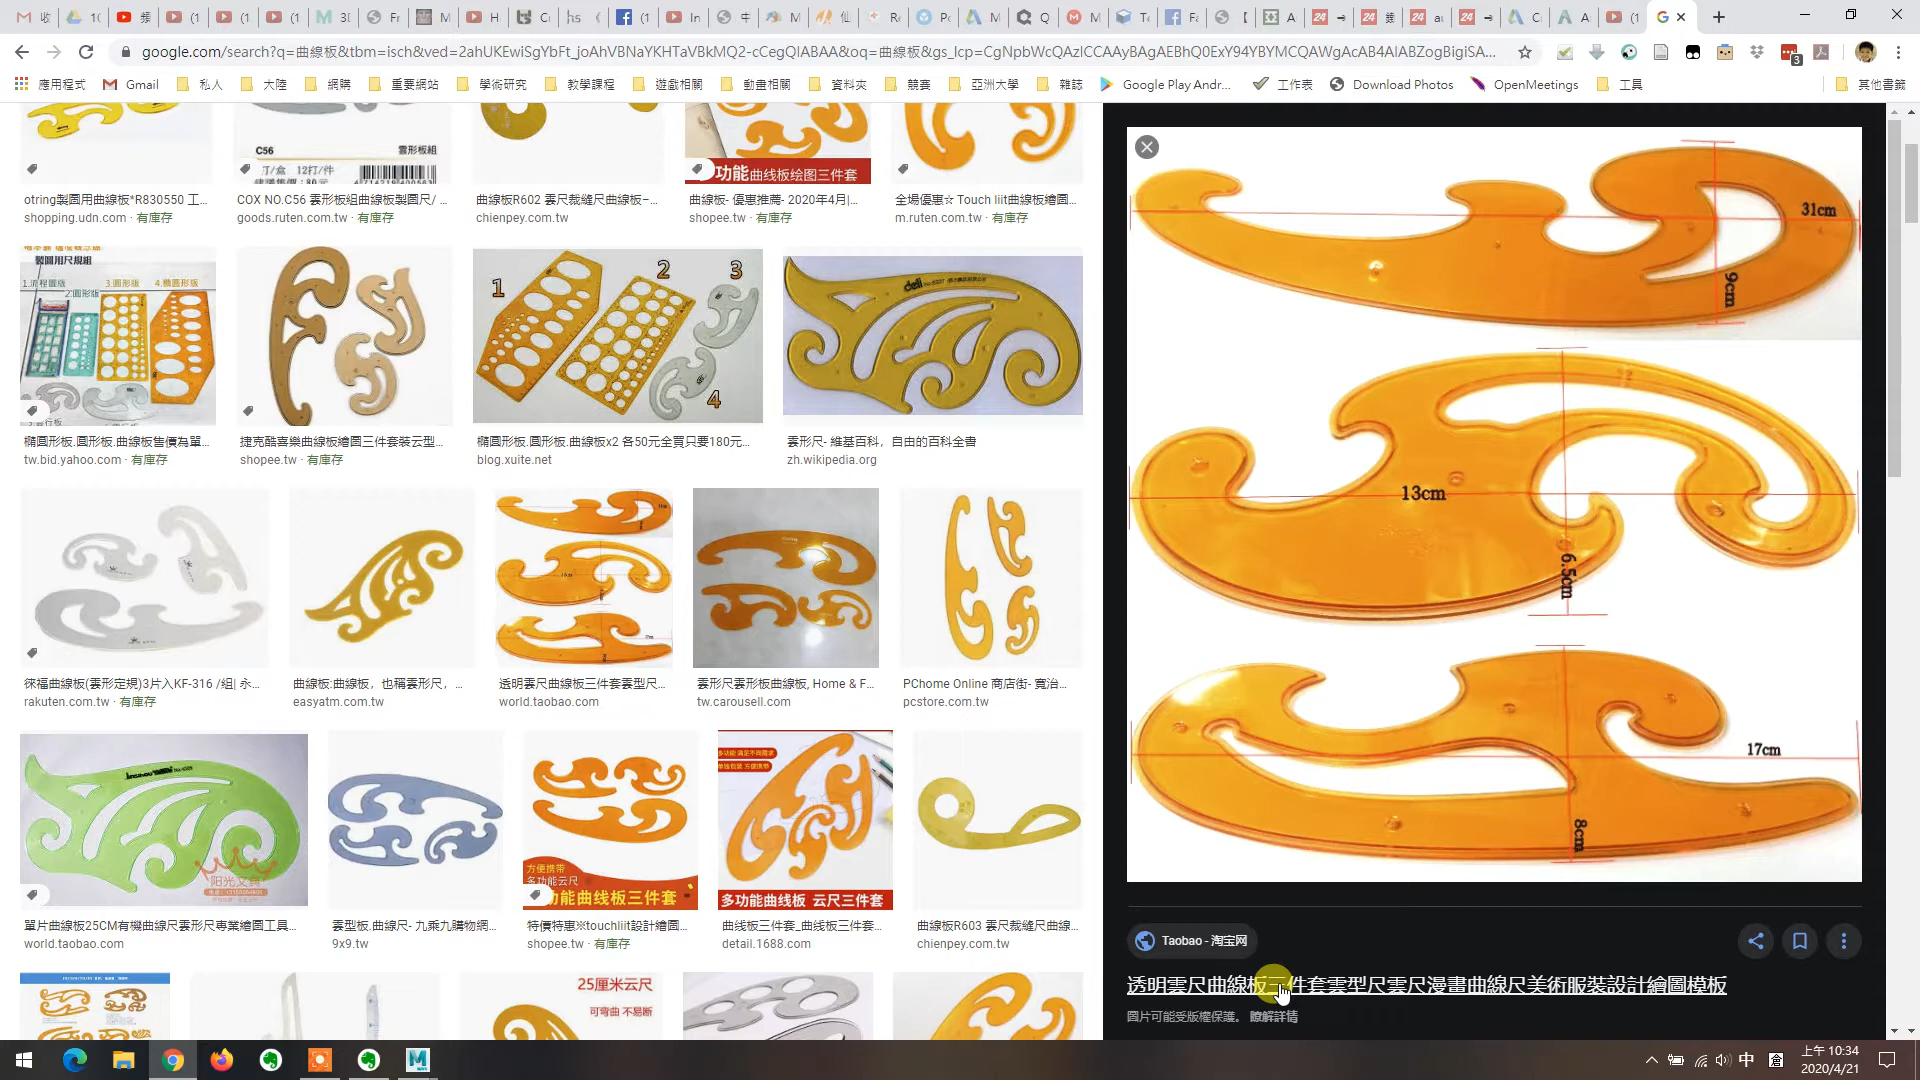 google.com/search?q=曲線板&tbm=isch&ved=2ahUKEwiSgYbFt_joAhVBNaYKHTaVBkMQ2-cCegQIABAA&oq=曲線板&gs_lcp=CgNpbWcQAzICCAAyBAgAEBhQ0ExY94YBYMCQAWgAcAB4AIABZogBigiSA...
應用程式 Gmail 私人 大陸 網購 重要網站 學術研究 教學課程 遊戲相關 動畫相關 資料夾 競賽 亞洲大學 雜誌 Google Play Andr... 工作表 Download Photos OpenMeetings 工具 其他書籤
C56 雲形板組
功能曲线板绘图三件套
otring製圖用曲線板*R830550 工...
shopping.udn.com · 有庫存
COX NO.C56 雲形板組曲線板製圖尺/ ...
goods.ruten.com.tw · 有庫存
曲線板R602 雲尺裁縫尺曲線板–...
chienpey.com.tw
曲線板- 優惠推薦- 2020年4月|...
shopee.tw · 有庫存
全場優惠☆ Touch liit曲線板繪圖...
m.ruten.com.tw · 有庫存
製圖用尺規組
2.圓形版
3.圓形版
4.橢圓形版
1
2
3
4
deli
橢圓形板.圓形板.曲線板售價為單...
tw.bid.yahoo.com · 有庫存
捷克酷喜樂曲線板繪圖三件套裝云型...
shopee.tw · 有庫存
橢圓形板.圓形板.曲線板x2 各50元全買只要180元...
blog.xuite.net
雲形尺- 維基百科，自由的百科全書
zh.wikipedia.org
徠福曲線板(雲形定規)3片入KF-316 /組| 永...
rakuten.com.tw · 有庫存
曲線板:曲線板，也稱雲形尺，...
easyatm.com.tw
透明雲尺曲線板三件套雲型尺...
world.taobao.com
雲形尺雲形板曲線板, Home & F...
tw.carousell.com
PChome Online 商店街- 寬治...
pcstore.com.tw
阳光文具
方便携带
多功能云尺
功能曲线板三件套
多功能曲线板 云尺三件套
單片曲線板25CM有機曲線尺雲形尺專業繪圖工具...
world.taobao.com
雲型板.曲線尺- 九乘九購物網...
9x9.tw
特價特惠※touchliit設計繪圖...
shopee.tw · 有庫存
曲线板三件套_曲线板三件套...
detail.1688.com
曲線板R603 雲尺裁縫尺曲線...
chienpey.com.tw
25厘米云尺
可弯曲 不易断
31cm
9cm
13cm
6.5cm
17cm
8cm
Taobao - 淘宝网
透明雲尺曲線板三件套雲型尺雲尺漫畫曲線尺美術服裝設計繪圖模板
圖片可能受版權保護。 瞭解詳情
中
上午 10:34
2020/4/21